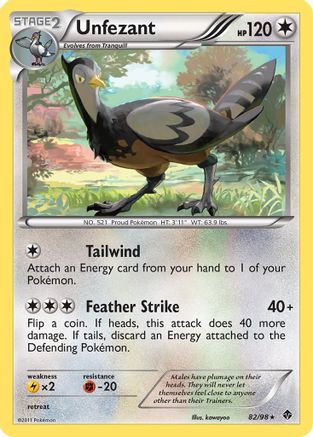 STAGE2 Unfezant HP120
Evolves from Tranquill
NO. 521 Proud Pokémon HT: 3'11" WT: 63.9 lbs.
Tailwind
Attach an Energy card from your hand to 1 of your
Pokémon.
Feather Strike 40+
Flip a coin. If heads, this attack does 40 more
damage. If tails, discard an Energy attached to the
Defending Pokémon.
weakness resistance
×2 -20
retreat
Males have plumage on their
heads. They will never let
themselves feel close to anyone
other than their Trainers.
©2011 Pokémon Illus. kawayoo 82/98 ★